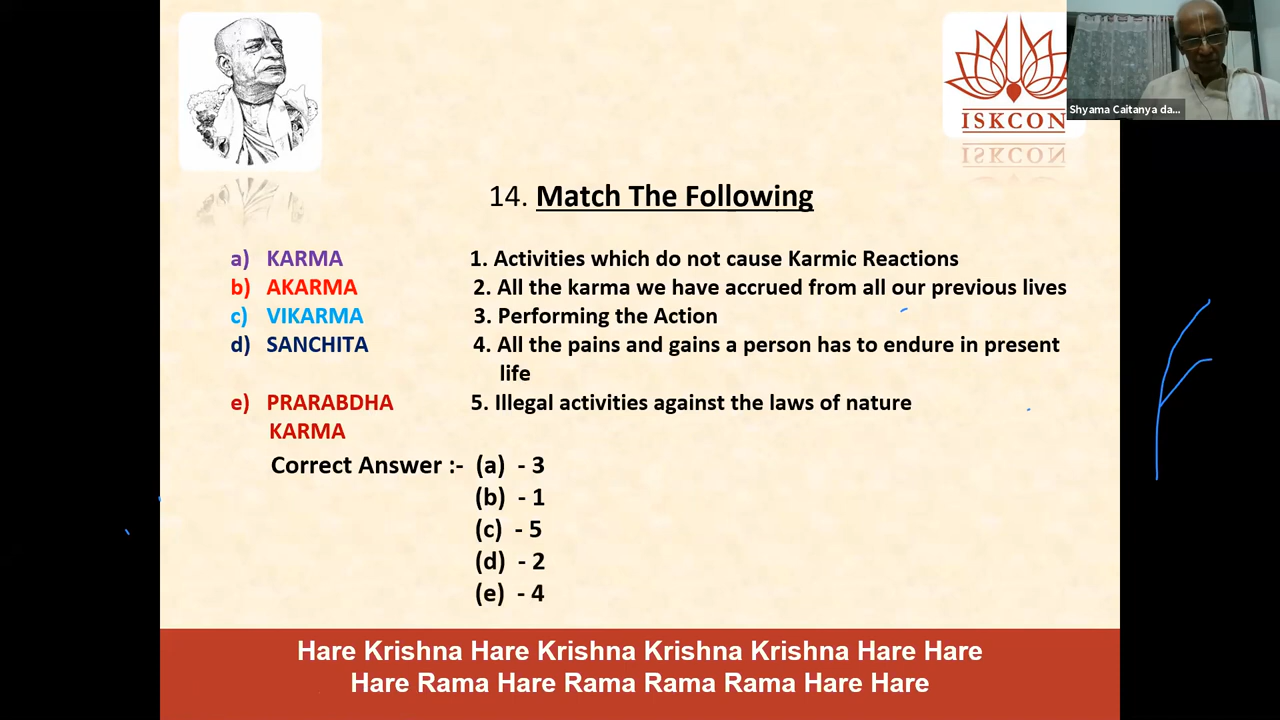 ISKCON
Shyama Caitanya da...
14. Match The Following
a) KARMA 1. Activities which do not cause Karmic Reactions
b) AKARMA 2. All the karma we have accrued from all our previous lives
c) VIKARMA 3. Performing the Action
d) SANCHITA 4. All the pains and gains a person has to endure in present
life
e) PRARABDHA 5. Illegal activities against the laws of nature
KARMA
Correct Answer :- (a) - 3
(b) - 1
(c) - 5
(d) - 2
(e) - 4
Hare Krishna Hare Krishna Krishna Krishna Hare Hare
Hare Rama Hare Rama Rama Rama Hare Hare